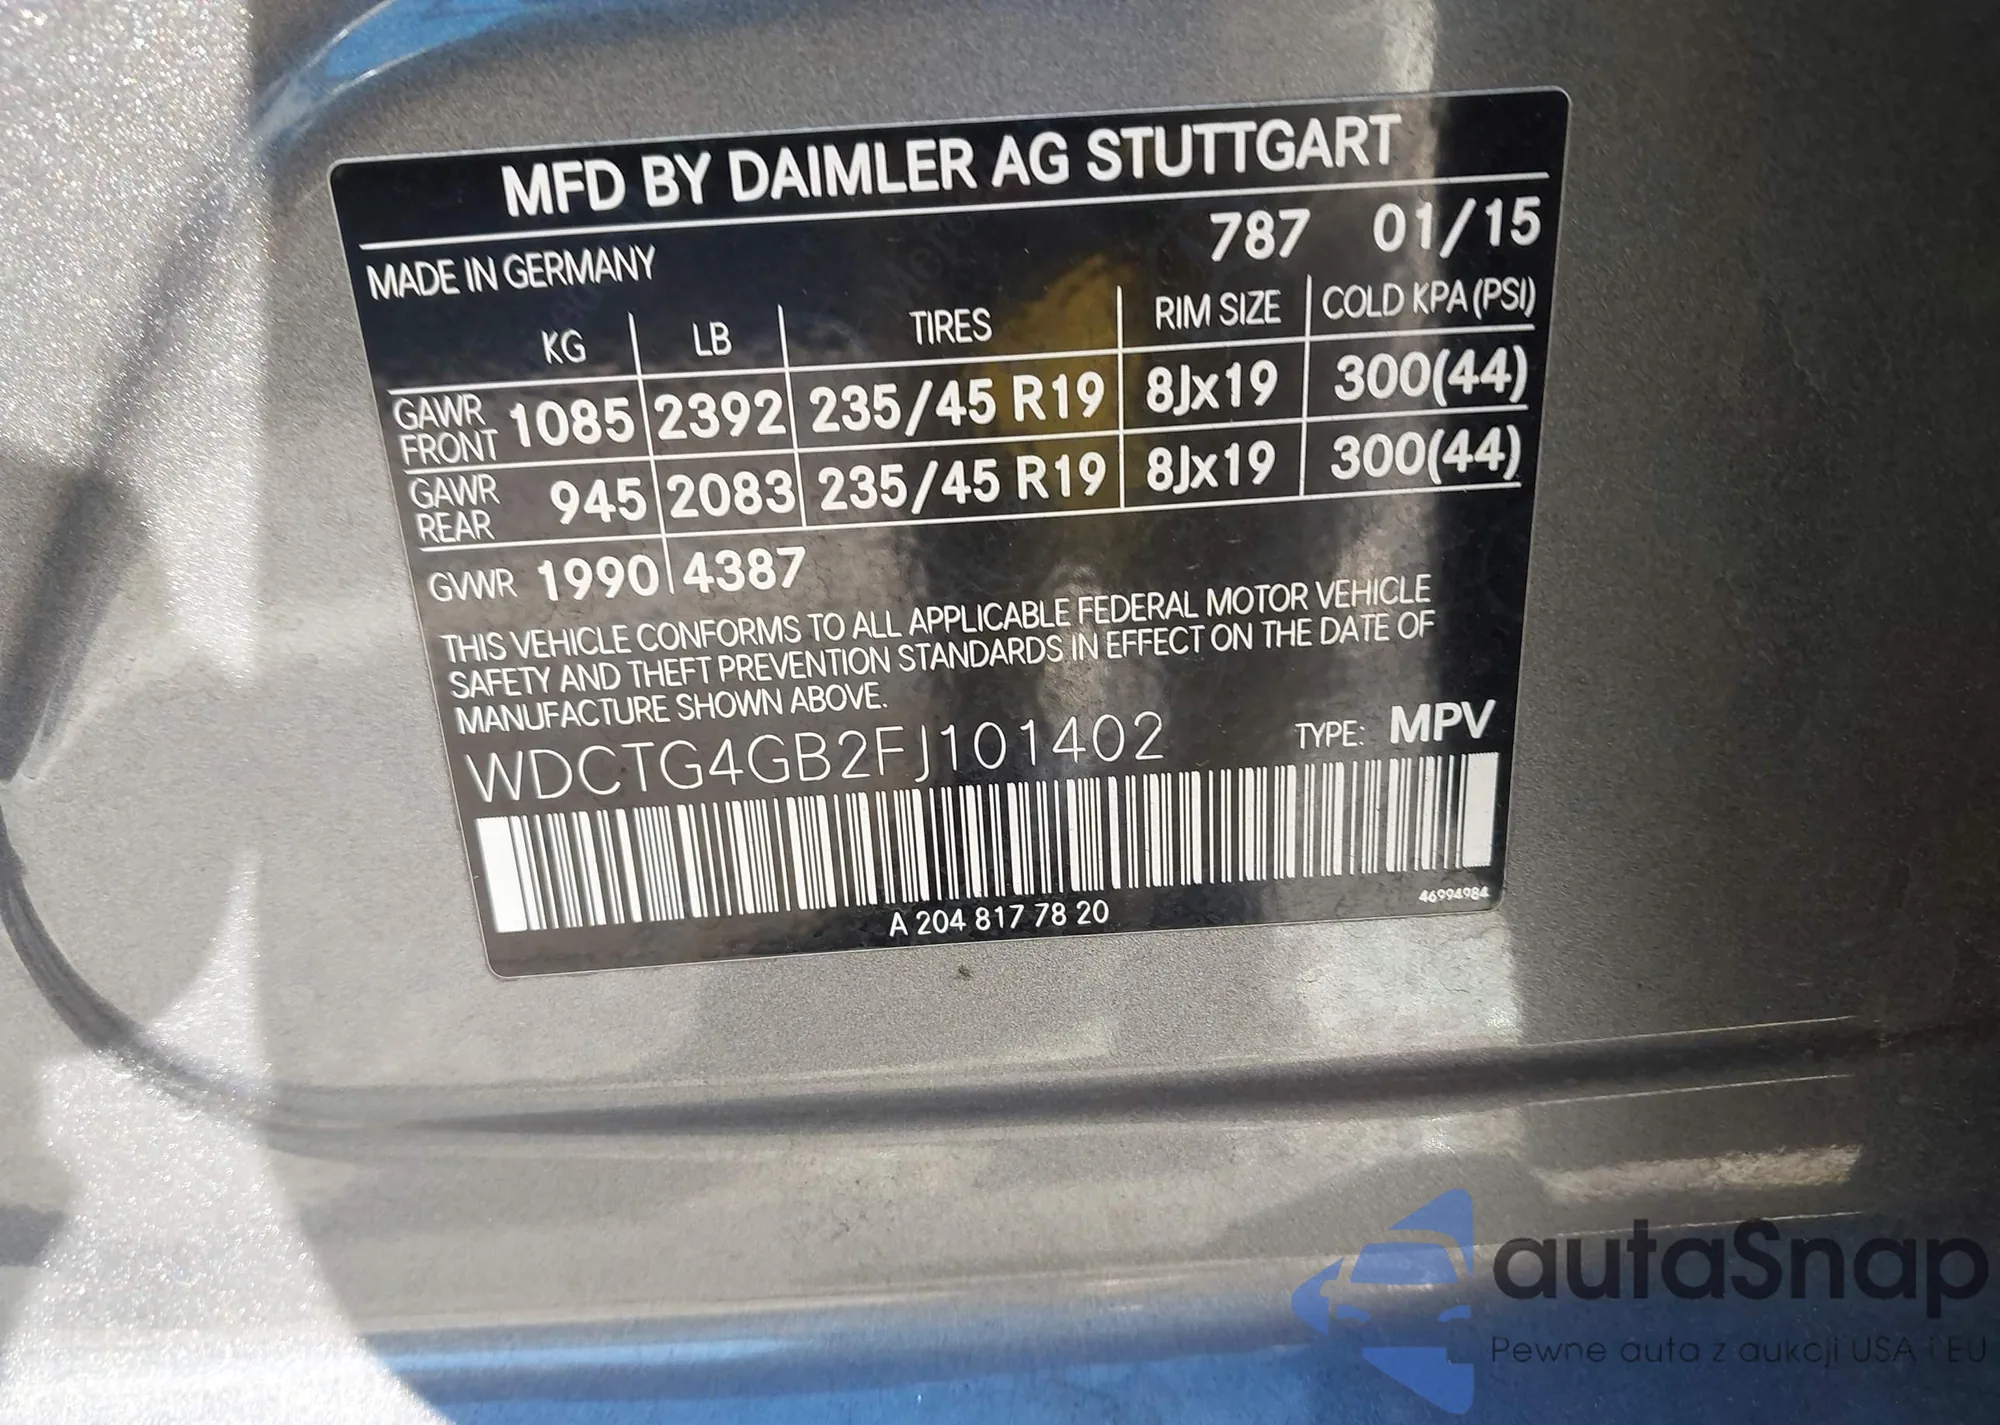 MFD BY DAIMLER AG STUTTGART
787 01/15
MADE IN GERMANY
KG LB TIRES RIM SIZE COLD KPA (PSI)
GAWR FRONT 1085 2392 235/45 R19 8Jx19 300(44)
GAWR REAR 945 2083 235/45 R19 8Jx19 300(44)
GVWR 1990 4387
THIS VEHICLE CONFORMS TO ALL APPLICABLE FEDERAL MOTOR VEHICLE
SAFETY AND THEFT PREVENTION STANDARDS IN EFFECT ON THE DATE OF
MANUFACTURE SHOWN ABOVE.
WDCTG4GB2FJ101402 TYPE: MPV
46994984
A 204 817 78 20
autaSnap
Pewne auta z aukcji USA i EU